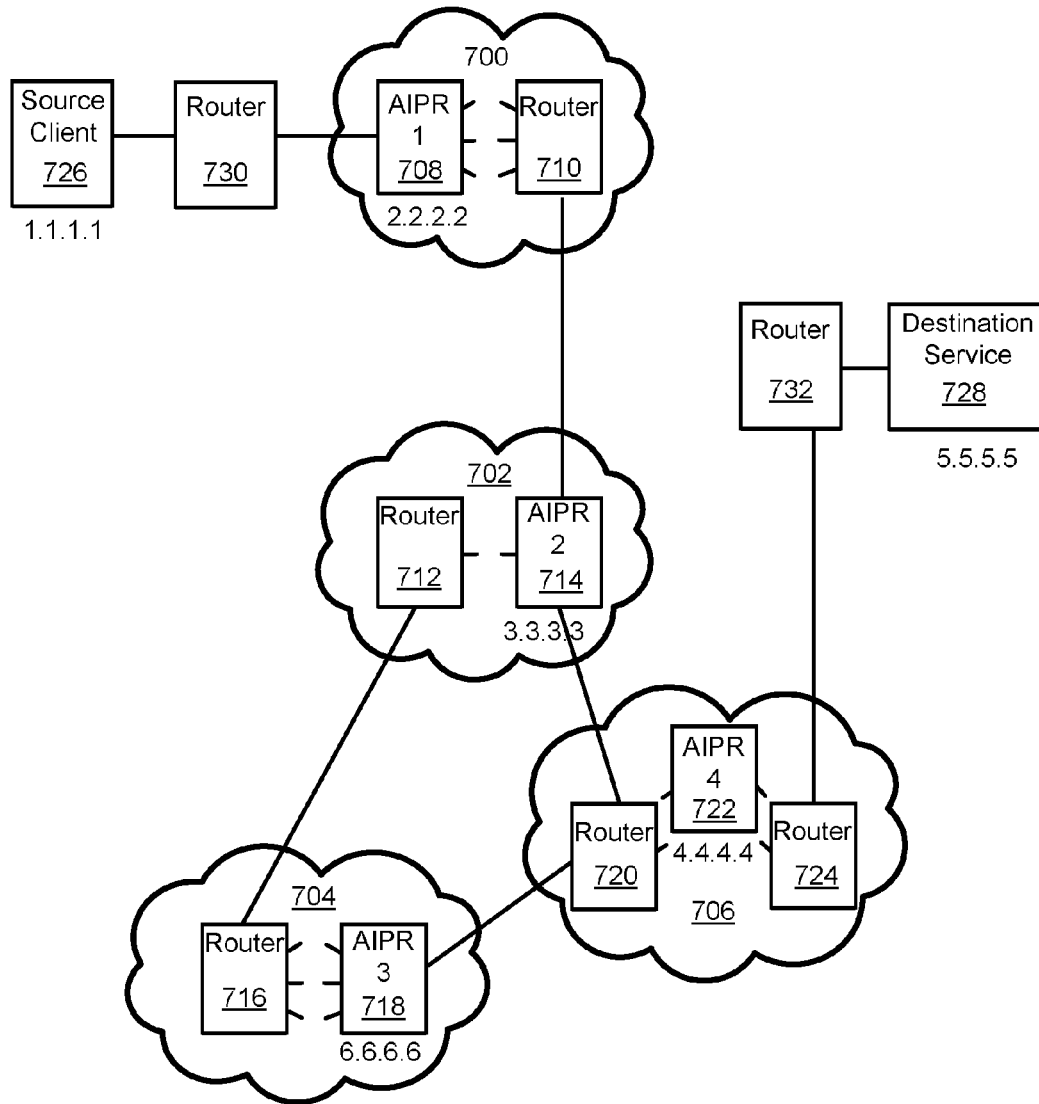 700
Source
Client
726
1.1.1.1
Router
730
AIPR
1
708
2.2.2.2
Router
710
Router
732
Destination
Service
728
5.5.5.5
702
Router
712
AIPR
2
714
3.3.3.3
AIPR
4
722
4.4.4.4
Router
720
Router
724
706
704
Router
716
AIPR
3
718
6.6.6.6